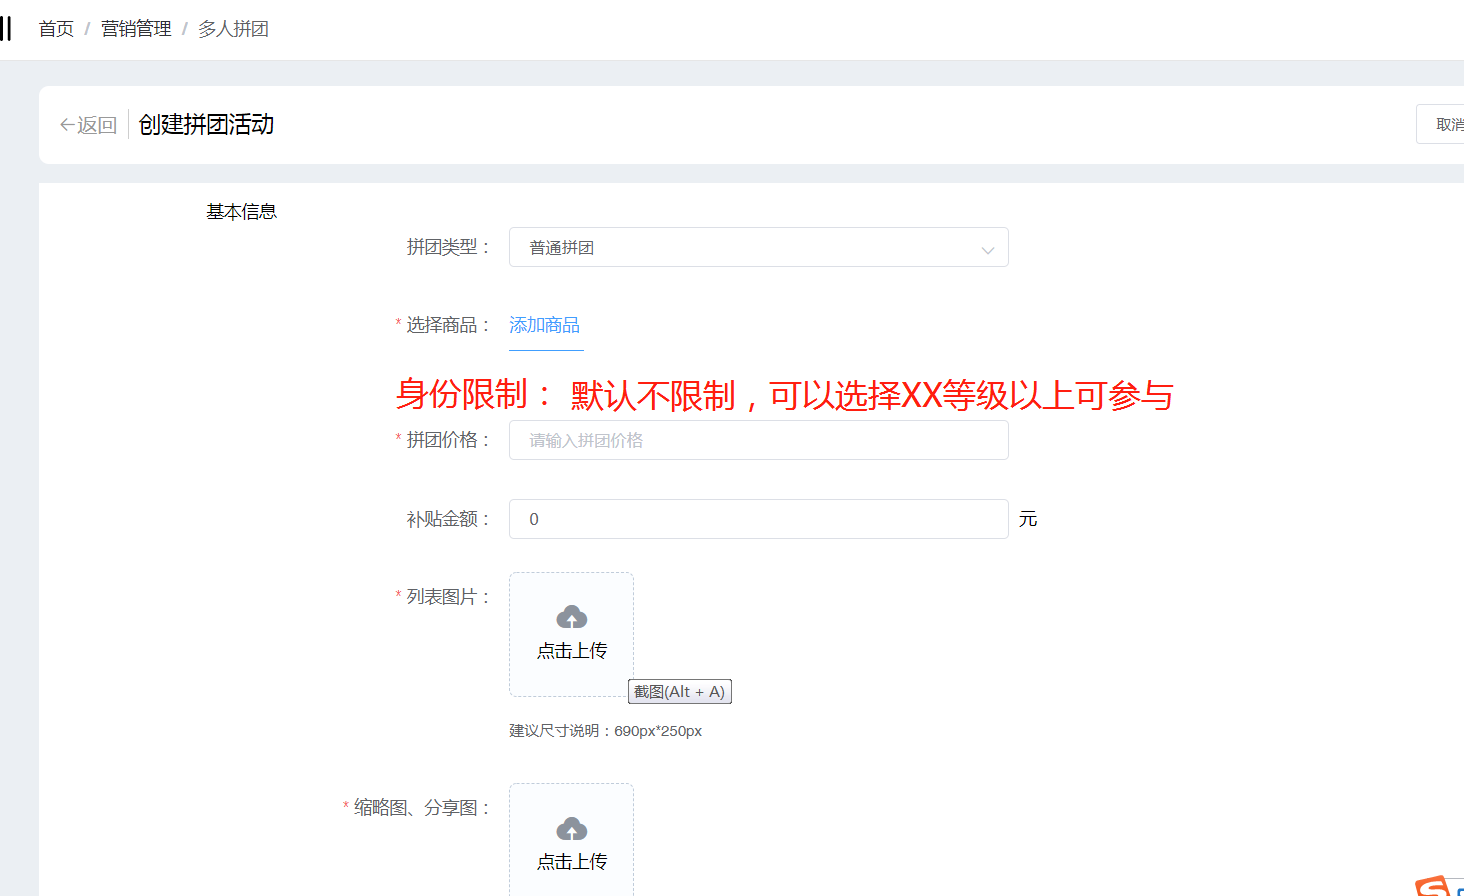 首页 / 营销管理 / 多人拼团
←返回 创建拼团活动
取消
基本信息
拼团类型：
普通拼团
* 选择商品： 添加商品
身份限制： 默认不限制，可以选择XX等级以上可参与
* 拼团价格： 请输入拼团价格
补贴金额： 0 元
* 列表图片：
点击上传
截图(Alt + A)
建议尺寸说明：690px*250px
* 缩略图、分享图：
点击上传